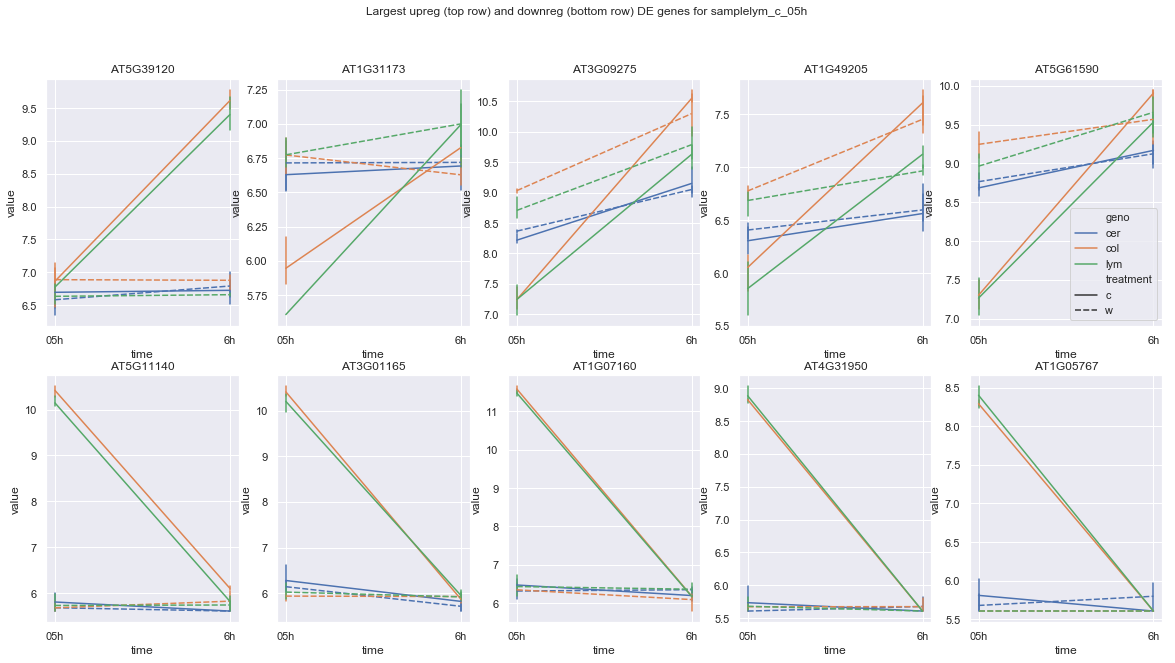 Largest upreg (top row) and downreg (bottom row) DE genes for samplelym_c_05h
AT5G39120
AT1G31173
AT3G09275
AT1G49205
AT5G61590
value
9.5
9.0
8.5
8.0
7.5
7.0
6.5
05h
6h
time
value
7.25
7.00
6.75
6.50
6.25
6.00
5.75
05h
6h
time
value
10.5
10.0
9.5
9.0
8.5
8.0
7.5
7.0
05h
6h
time
value
7.5
7.0
6.5
6.0
5.5
05h
6h
time
value
10.0
9.5
9.0
8.5
8.0
7.5
7.0
05h
6h
time
geno
cer
col
lym
treatment
c
w
AT5G11140
AT3G01165
AT1G07160
AT4G31950
AT1G05767
value
10
9
8
7
6
05h
6h
time
value
10
9
8
7
6
05h
6h
time
value
11
10
9
8
7
6
05h
6h
time
value
9.0
8.5
8.0
7.5
7.0
6.5
6.0
5.5
05h
6h
time
value
8.5
8.0
7.5
7.0
6.5
6.0
5.5
05h
6h
time